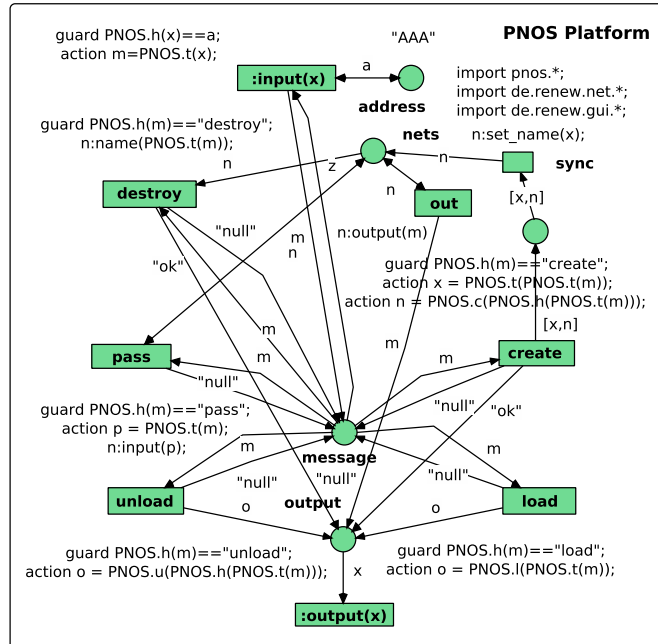 PNOS Platform
guard PNOS.h(x)==a;
action m=PNOS.t(x);
"AAA"
:input(x)
a
address
import pnos.*;
import de.renew.net.*;
import de.renew.gui.*;
n:set_name(x);
guard PNOS.h(m)=="destroy";
n:name(PNOS.t(m));
nets
n
sync
n
z
destroy
n
out
[x,n]
"null"
m
n
n:output(m)
"ok"
guard PNOS.h(m)=="create";
action x = PNOS.t(PNOS.t(m));
action n = PNOS.c(PNOS.h(PNOS.t(m)));
[x,n]
m
m
pass
m
m
create
"null"
"null"
"ok"
guard PNOS.h(m)=="pass";
action p = PNOS.t(m);
n:input(p);
message
m
m
"null"
"null"
"null"
unload
o
output
o
load
guard PNOS.h(m)=="unload";
action o = PNOS.u(PNOS.h(PNOS.t(m)));
guard PNOS.h(m)=="load";
action o = PNOS.l(PNOS.t(m));
x
:output(x)